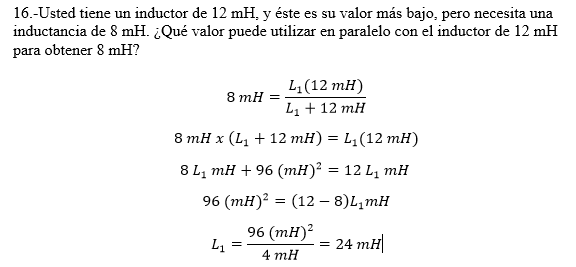 16.-Usted tiene un inductor de 12 mH, y éste es su valor más bajo, pero necesita una
inductancia de 8 mH. ¿Qué valor puede utilizar en paralelo con el inductor de 12 mH
para obtener 8 mH?
8 mH = L₁(12 mH) / L₁ + 12 mH
8 mH x (L₁ + 12 mH) = L₁(12 mH)
8 L₁ mH + 96 (mH)² = 12 L₁ mH
96 (mH)² = (12 − 8)L₁mH
L₁ = 96 (mH)² / 4 mH = 24 mH